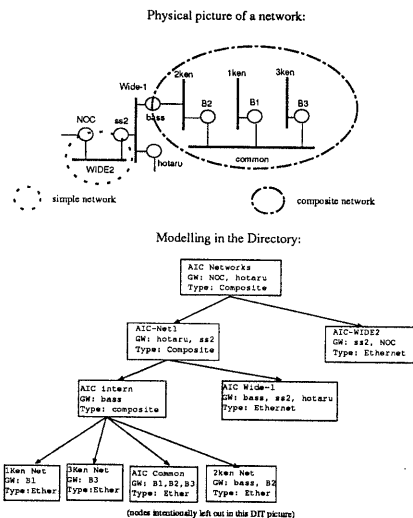 Physical picture of a network:
2ken 1ken 3ken
Wide-1
B2 B1 B3
bass
NOC ss2
common
hotaru
WIDE2
simple network composite network
Modelling in the Directory:
AIC Networks
GW: NOC, hotaru
Type: Composite
AIC-Net1
GW: hotaru, ss2
Type: Composite
AIC-WIDE2
GW: ss2, NOC
Type: Ethernet
AIC intern
GW: bass
Type: composite
AIC Wide-1
GW: bass, ss2, hotaru
Type: Ethernet
1Ken Net
GW: B1
Type:Ether
3Ken Net
GW: B3
Type:Ether
AIC Common
GW: B1,B2,B3
Type: Ether
2ken Net
GW: bass, B2
Type: Ether
(nodes intentionally left out in this DIT picture)